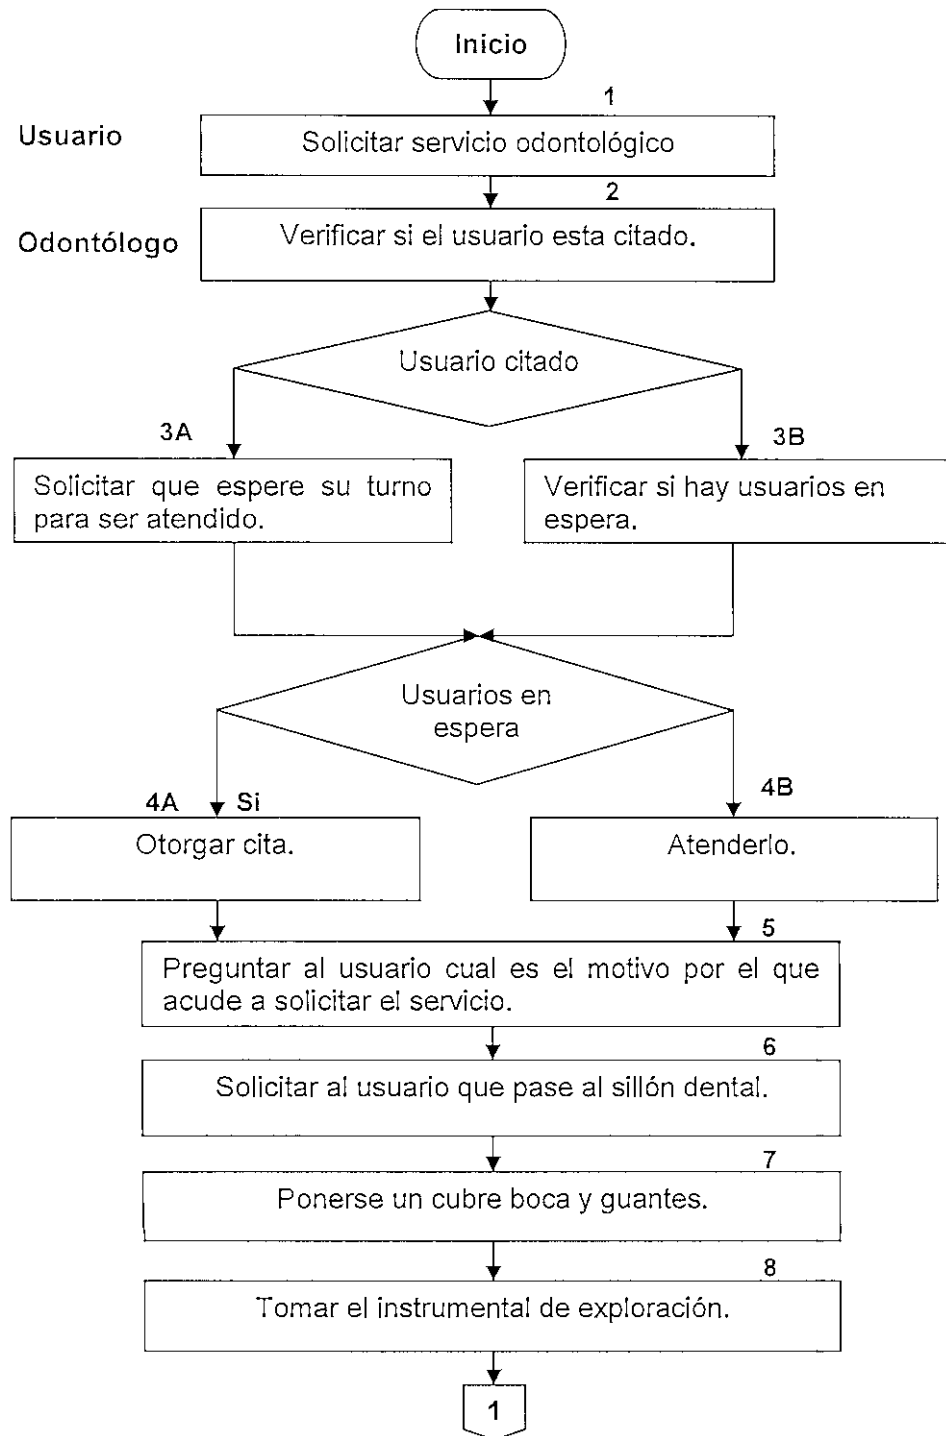 Inicio
1
Usuario
Solicitar servicio odontológico
2
Odontólogo
Verificar si el usuario esta citado.
Usuario citado
3A
3B
Solicitar que espere su turno
para ser atendido.
Verificar si hay usuarios en
espera.
Usuarios en
espera
4A Si
4B
Otorgar cita.
Atenderlo.
5
Preguntar al usuario cual es el motivo por el que
acude a solicitar el servicio.
6
Solicitar al usuario que pase al sillón dental.
7
Ponerse un cubre boca y guantes.
8
Tomar el instrumental de exploración.
1